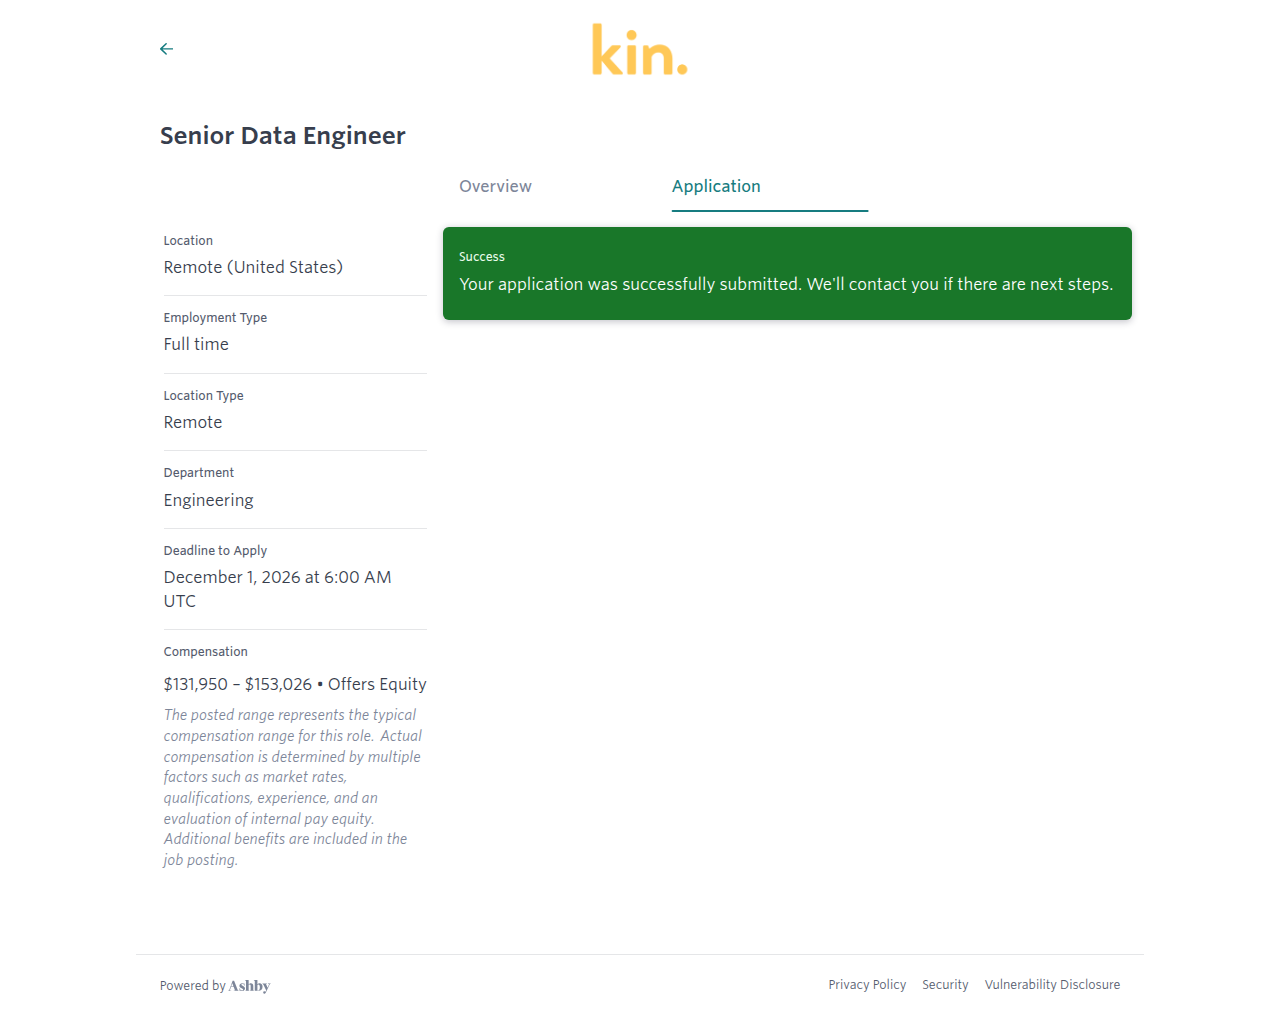 kin.
Senior Data Engineer
Overview
Application
Location
Remote (United States)
Employment Type
Full time
Location Type
Remote
Department
Engineering
Deadline to Apply
December 1, 2026 at 6:00 AM
UTC
Compensation
$131,950 – $153,026 • Offers Equity
The posted range represents the typical
compensation range for this role.  Actual
compensation is determined by multiple
factors such as market rates,
qualifications, experience, and an
evaluation of internal pay equity.
Additional benefits are included in the
job posting.
Success
Your application was successfully submitted. We'll contact you if there are next steps.
Powered by Ashby
Privacy Policy
Security
Vulnerability Disclosure